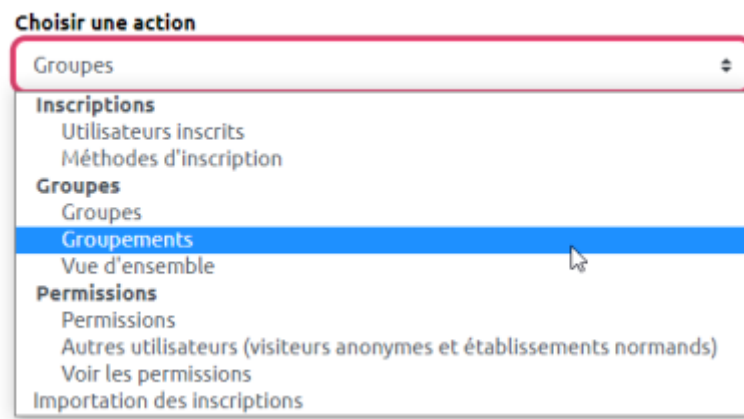 Choisir une action
Groupes
Inscriptions
Utilisateurs inscrits
Méthodes d'inscription
Groupes
Groupes
Groupements
Vue d'ensemble
Permissions
Permissions
Autres utilisateurs (visiteurs anonymes et établissements normands)
Voir les permissions
Importation des inscriptions